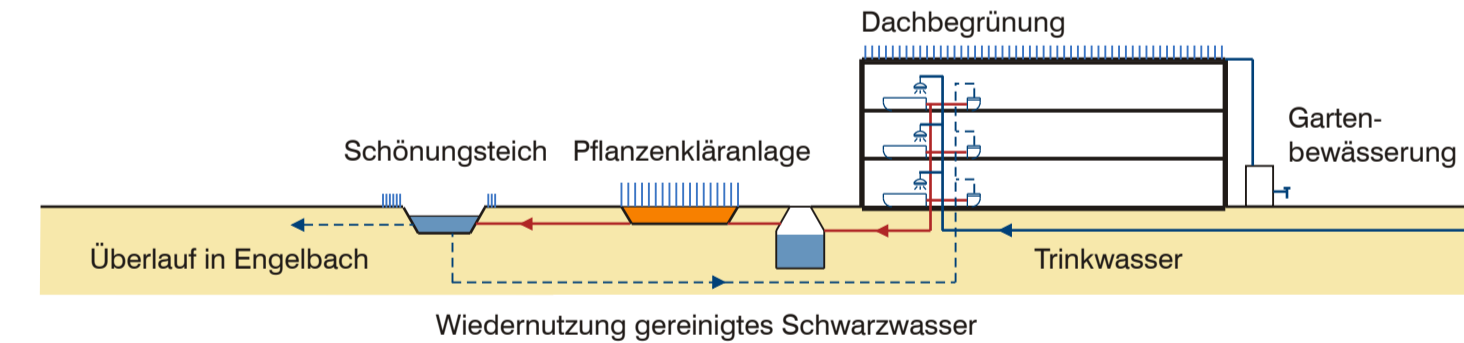 Dachbegrünung
Garten-
bewässerung
Schönungsteich
Pflanzenkläranlage
Überlauf in Engelbach
Trinkwasser
Wiedernutzung gereinigtes Schwarzwasser